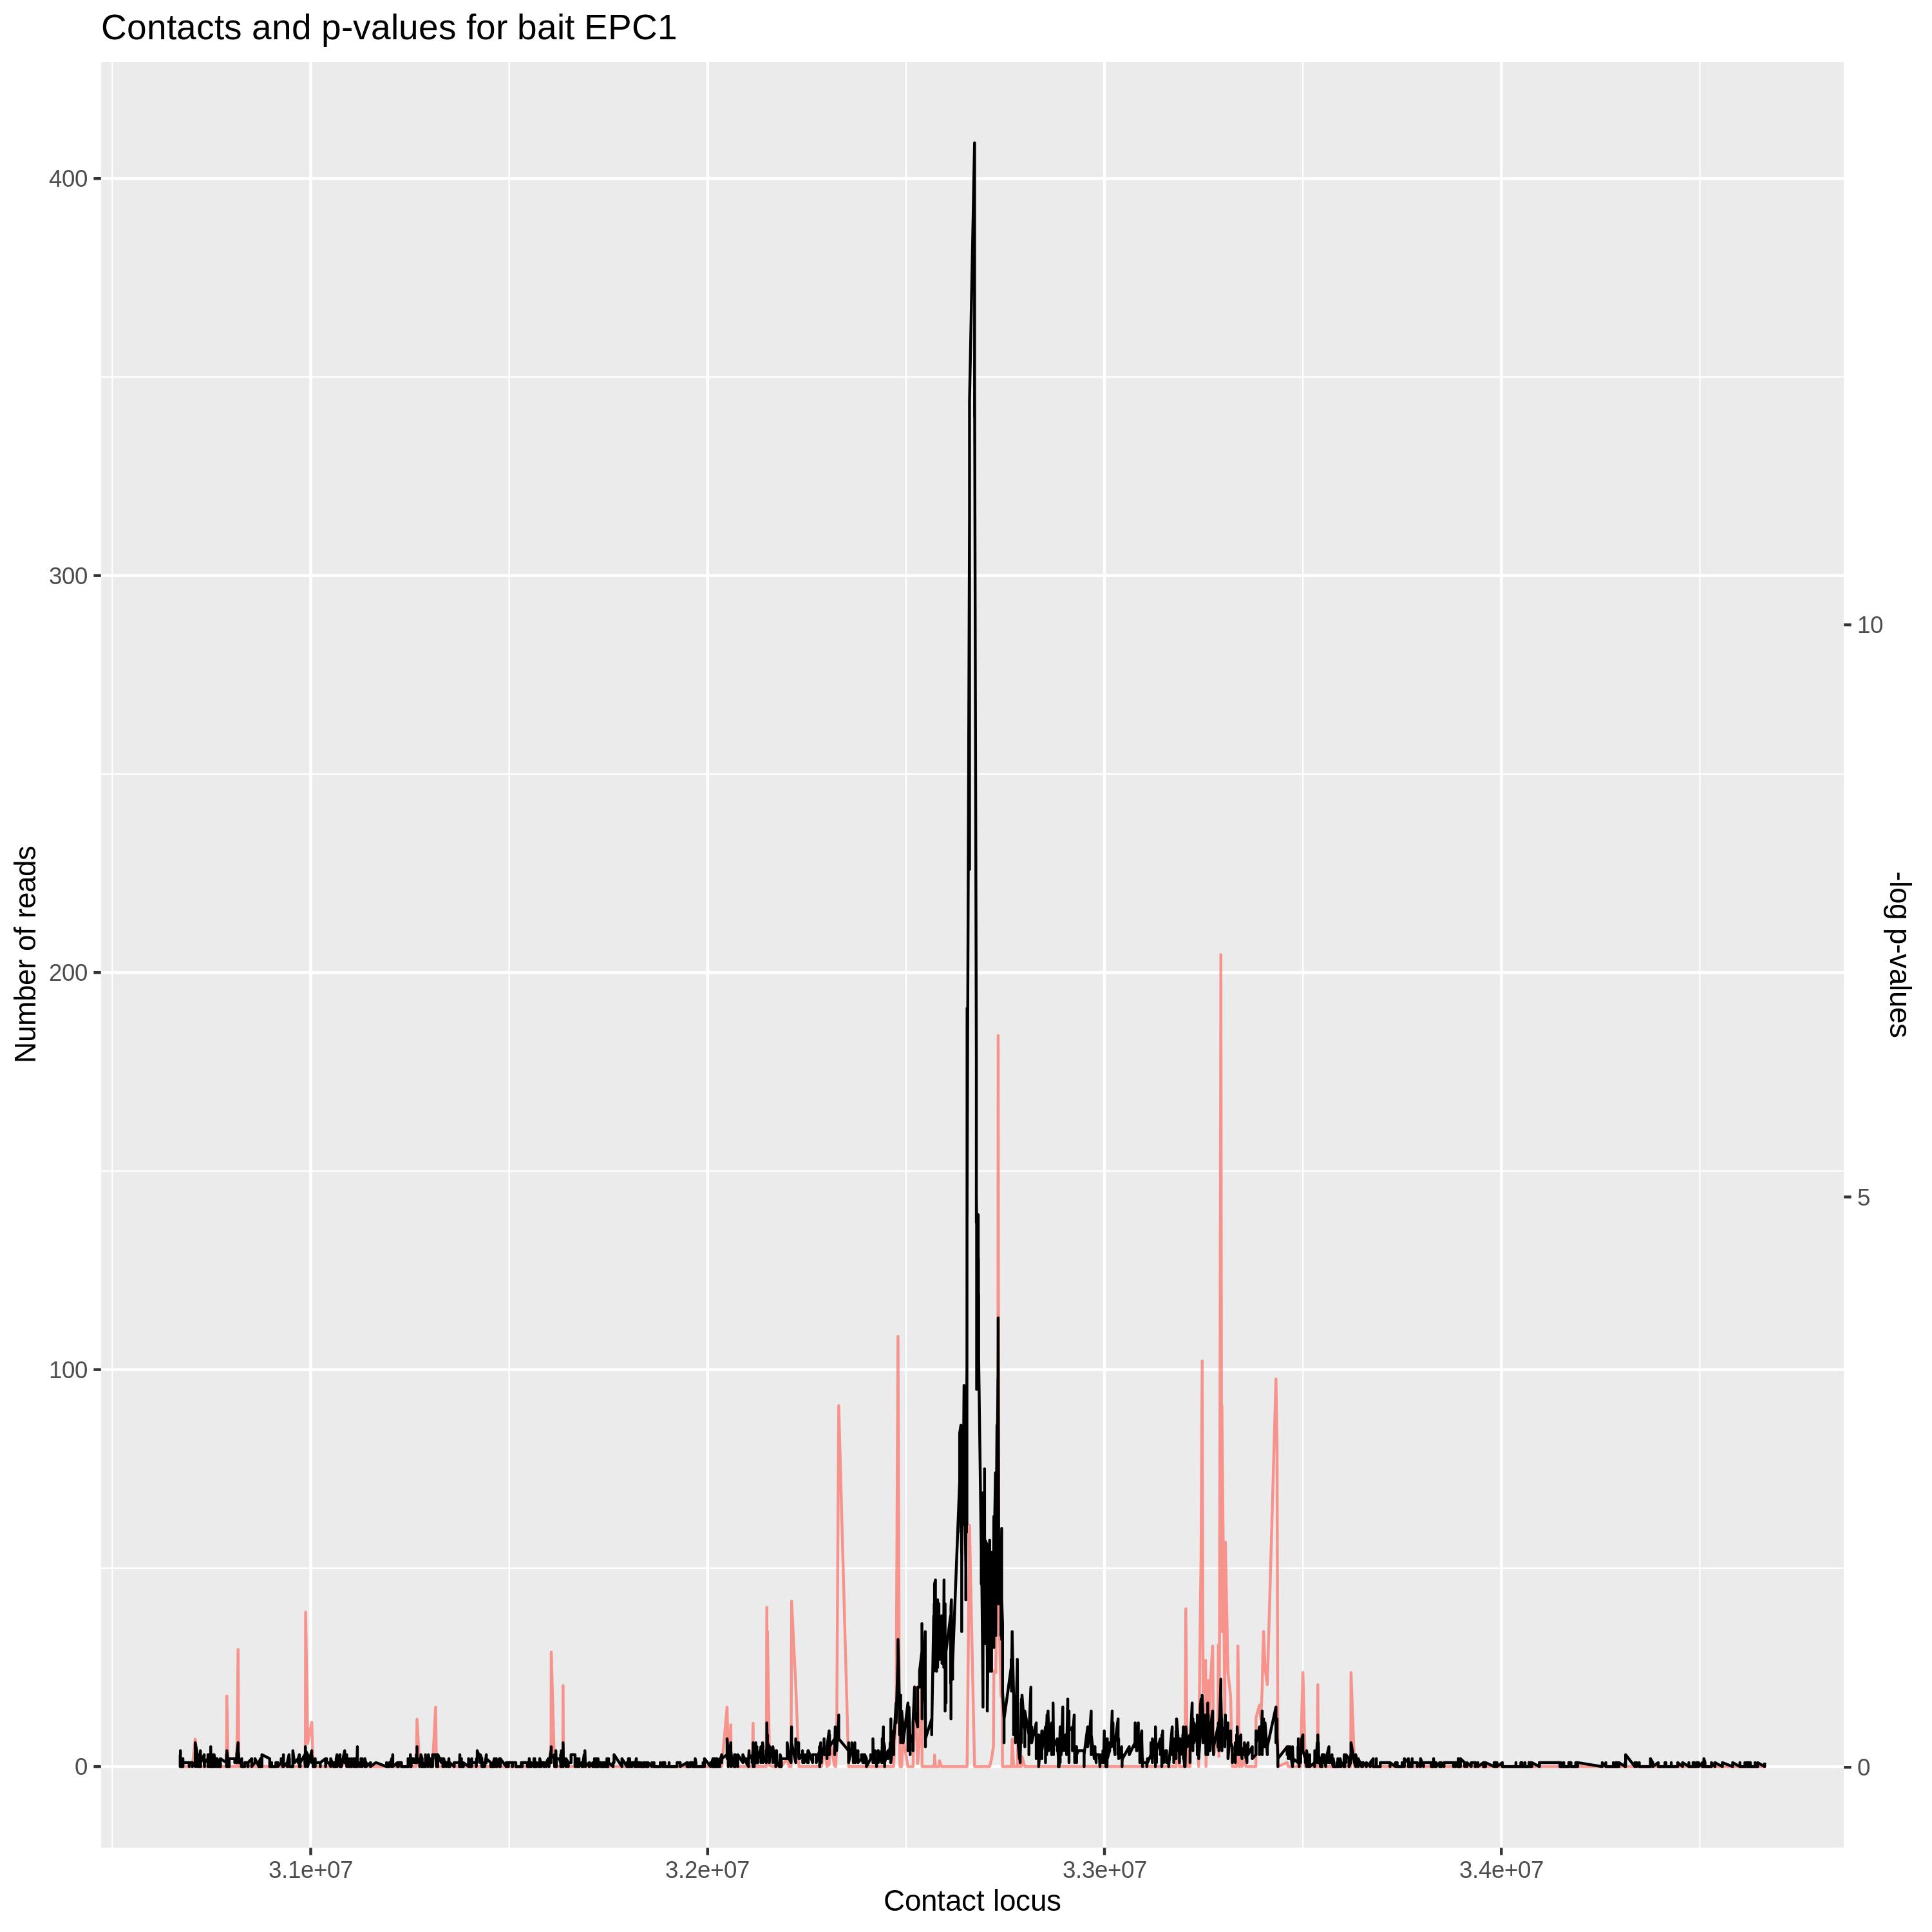 Contacts and p-values for bait EPC1
400
300
200
100
0
Number of reads
10
5
0
-log p-values
3.1e+07
3.2e+07
3.3e+07
3.4e+07
Contact locus